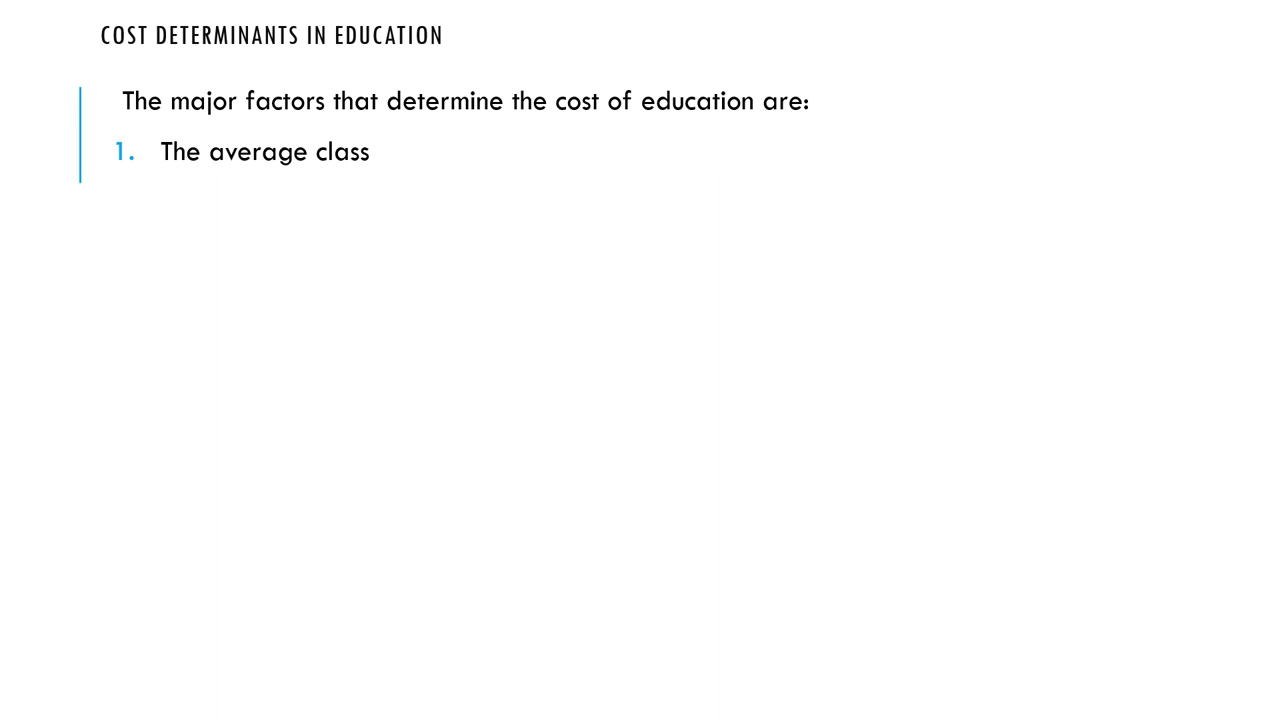 COST DETERMINANTS IN EDUCATION
The major factors that determine the cost of education are:
1. The average class